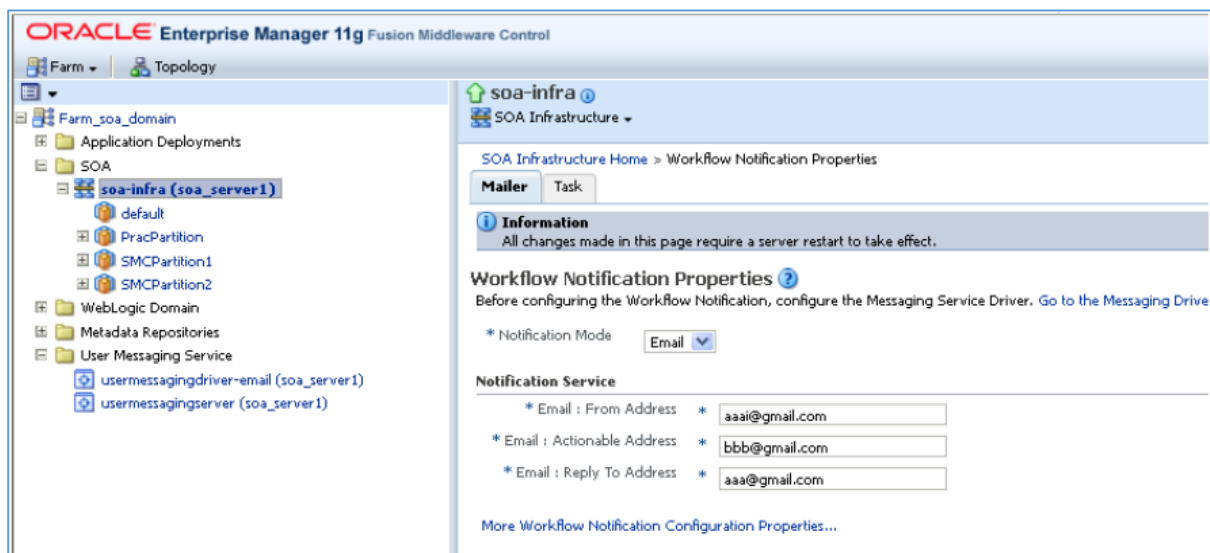 ORACLE Enterprise Manager 11g Fusion Middleware Control
Farm Topology
Farm_soa_domain
Application Deployments
SOA
soa-infra (soa_server1)
default
PracPartition
SMCPartition1
SMCPartition2
WebLogic Domain
Metadata Repositories
User Messaging Service
usermessagingdriver-email (soa_server1)
usermessagingserver (soa_server1)
soa-infra
SOA Infrastructure
SOA Infrastructure Home > Workflow Notification Properties
Mailer Task
Information
All changes made in this page require a server restart to take effect.
Workflow Notification Properties
Before configuring the Workflow Notification, configure the Messaging Service Driver. Go to the Messaging Drive
* Notification Mode Email
Notification Service
* Email : From Address * aaai@gmail.com
* Email : Actionable Address * bbb@gmail.com
* Email : Reply To Address * aaa@gmail.com
More Workflow Notification Configuration Properties...